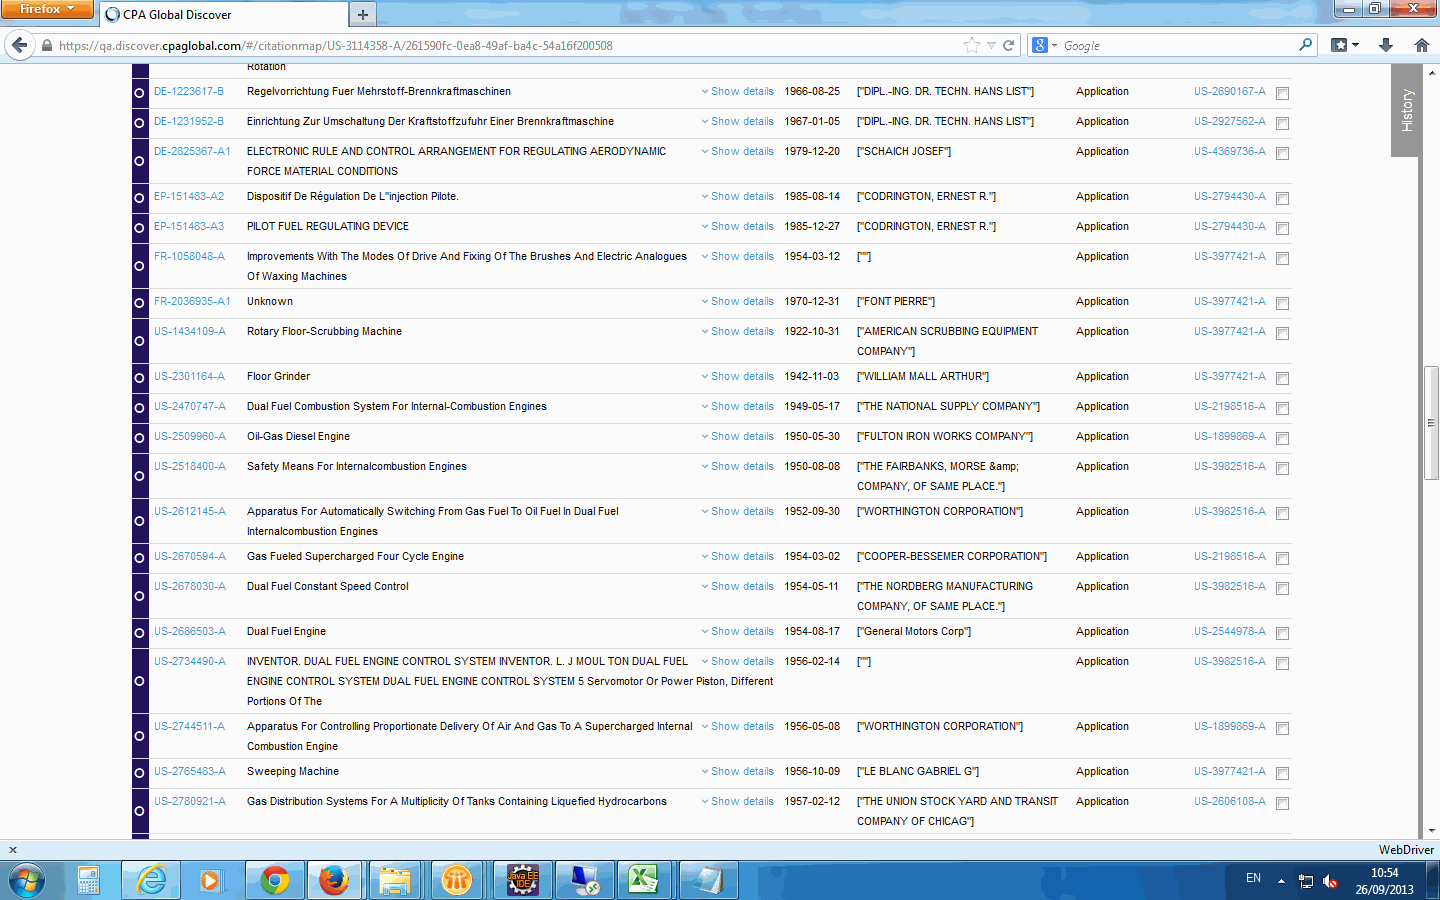 Firefox
CPA Global Discover
https://qa.discover.cpaglobal.com/#/citationmap/US-3114358-A/261590fc-0ea8-49af-ba4c-54a16f200508
Google
History
Rotation
DE-1223617-B Regelvorrichtung Fuer Mehrstoff-Brennkraftmaschinen Show details 1966-08-25 ["DIPL.-ING. DR. TECHN. HANS LIST"] Application US-2690167-A
DE-1231952-B Einrichtung Zur Umschaltung Der Kraftstoffzufuhr Einer Brennkraftmaschine Show details 1967-01-05 ["DIPL.-ING. DR. TECHN. HANS LIST"] Application US-2927562-A
DE-2825367-A1 ELECTRONIC RULE AND CONTROL ARRANGEMENT FOR REGULATING AERODYNAMIC Show details 1979-12-20 ["SCHAICH JOSEF"] Application US-4369736-A
FORCE MATERIAL CONDITIONS
EP-151483-A2 Dispositif De Régulation De L"injection Pilote. Show details 1985-08-14 ["CODRINGTON, ERNEST R."] Application US-2794430-A
EP-151483-A3 PILOT FUEL REGULATING DEVICE Show details 1985-12-27 ["CODRINGTON, ERNEST R."] Application US-2794430-A
FR-1058048-A Improvements With The Modes Of Drive And Fixing Of The Brushes And Electric Analogues Show details 1954-03-12 [""] Application US-3977421-A
Of Waxing Machines
FR-2036935-A1 Unknown Show details 1970-12-31 ["FONT PIERRE"] Application US-3977421-A
US-1434109-A Rotary Floor-Scrubbing Machine Show details 1922-10-31 ["AMERICAN SCRUBBING EQUIPMENT Application US-3977421-A
COMPANY"]
US-2301164-A Floor Grinder Show details 1942-11-03 ["WILLIAM MALL ARTHUR"] Application US-3977421-A
US-2470747-A Dual Fuel Combustion System For Internal-Combustion Engines Show details 1949-05-17 ["THE NATIONAL SUPPLY COMPANY"] Application US-2198516-A
US-2509960-A Oil-Gas Diesel Engine Show details 1950-05-30 ["FULTON IRON WORKS COMPANY"] Application US-1899869-A
US-2518400-A Safety Means For Internalcombustion Engines Show details 1950-08-08 ["THE FAIRBANKS, MORSE &amp; Application US-3982516-A
COMPANY, OF SAME PLACE."]
US-2612145-A Apparatus For Automatically Switching From Gas Fuel To Oil Fuel In Dual Fuel Show details 1952-09-30 ["WORTHINGTON CORPORATION"] Application US-3982516-A
Internalcombustion Engines
US-2670594-A Gas Fueled Supercharged Four Cycle Engine Show details 1954-03-02 ["COOPER-BESSEMER CORPORATION"] Application US-2198516-A
US-2678030-A Dual Fuel Constant Speed Control Show details 1954-05-11 ["THE NORDBERG MANUFACTURING Application US-3982516-A
COMPANY, OF SAME PLACE."]
US-2686503-A Dual Fuel Engine Show details 1954-08-17 ["General Motors Corp"] Application US-2544978-A
US-2734490-A INVENTOR. DUAL FUEL ENGINE CONTROL SYSTEM INVENTOR. L. J MOUL TON DUAL FUEL Show details 1956-02-14 [""] Application US-3982516-A
ENGINE CONTROL SYSTEM DUAL FUEL ENGINE CONTROL SYSTEM 5 Servomotor Or Power Piston, Different
Portions Of The
US-2744511-A Apparatus For Controlling Proportionate Delivery Of Air And Gas To A Supercharged Internal Show details 1956-05-08 ["WORTHINGTON CORPORATION"] Application US-1899869-A
Combustion Engine
US-2765483-A Sweeping Machine Show details 1956-10-09 ["LE BLANC GABRIEL G"] Application US-3977421-A
US-2780921-A Gas Distribution Systems For A Multiplicity Of Tanks Containing Liquefied Hydrocarbons Show details 1957-02-12 ["THE UNION STOCK YARD AND TRANSIT Application US-2606108-A
COMPANY OF CHICAG"]
WebDriver
Java EE
IDE
EN
10:54
26/09/2013